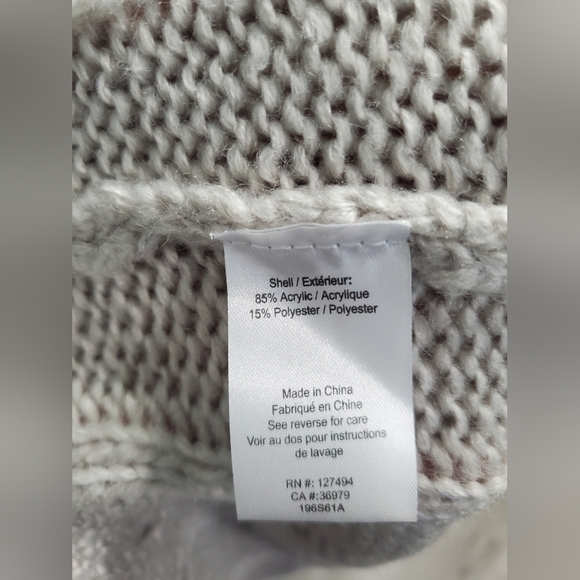 Shell / Extérieur:
85% Acrylic / Acrylique
15% Polyester / Polyester
Made in China
Fabriqué en Chine
See reverse for care
Voir au dos pour instructions
de lavage
RN #: 127494
CA #:36979
196S61A